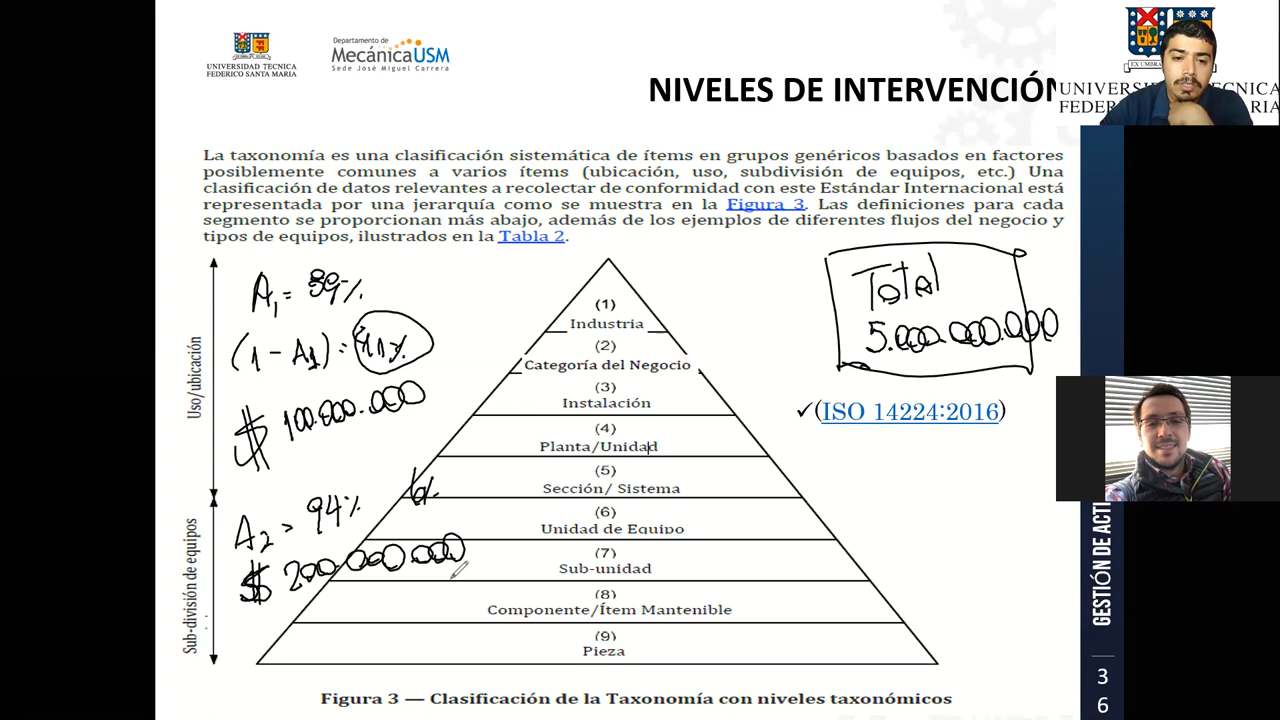 UNIVERSIDAD TECNICA
FEDERICO SANTA MARIA
Departamento de
MecánicaUSM
Sede José Miguel Carrera
NIVELES DE INTERVENCIÓN
La taxonomía es una clasificación sistemática de ítems en grupos genéricos basados en factores
posiblemente comunes a varios ítems (ubicación, uso, subdivisión de equipos, etc.) Una
clasificación de datos relevantes a recolectar de conformidad con este Estándar Internacional está
representada por una jerarquía como se muestra en la Figura 3. Las definiciones para cada
segmento se proporcionan más abajo, además de los ejemplos de diferentes flujos del negocio y
tipos de equipos, ilustrados en la Tabla 2.
Uso/ubicación
Sub-división de equipos
A1 = 89%
(1 - A1) = 11%
$ 100.000.000
A2 = 94% 6%
$ 200.000.000
(1)
Industria
(2)
Categoría del Negocio
(3)
Instalación
(4)
Planta/Unidad
(5)
Sección/ Sistema
(6)
Unidad de Equipo
(7)
Sub-unidad
(8)
Componente/Ítem Mantenible
(9)
Pieza
Total
5.000.000.000
✓(ISO 14224:2016)
Figura 3 — Clasificación de la Taxonomía con niveles taxonómicos
GESTIÓN DE ACTI
3
6